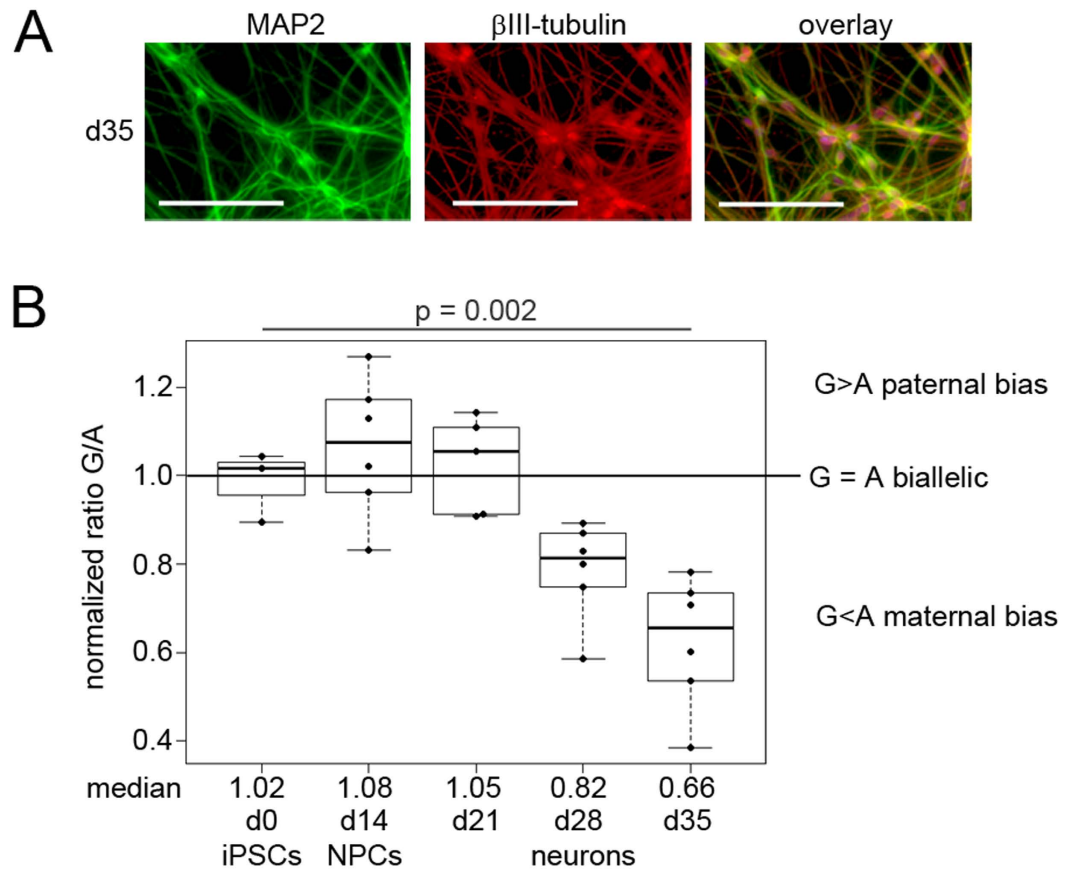 A
MAP2
βIII-tubulin
overlay
d35
B
p = 0.002
normalized ratio G/A
1.2
1.0
0.8
0.6
0.4
G>A paternal bias
G = A biallelic
G<A maternal bias
median 1.02 1.08 1.05 0.82 0.66
d0 d14 d21 d28 d35
iPSCs NPCs neurons